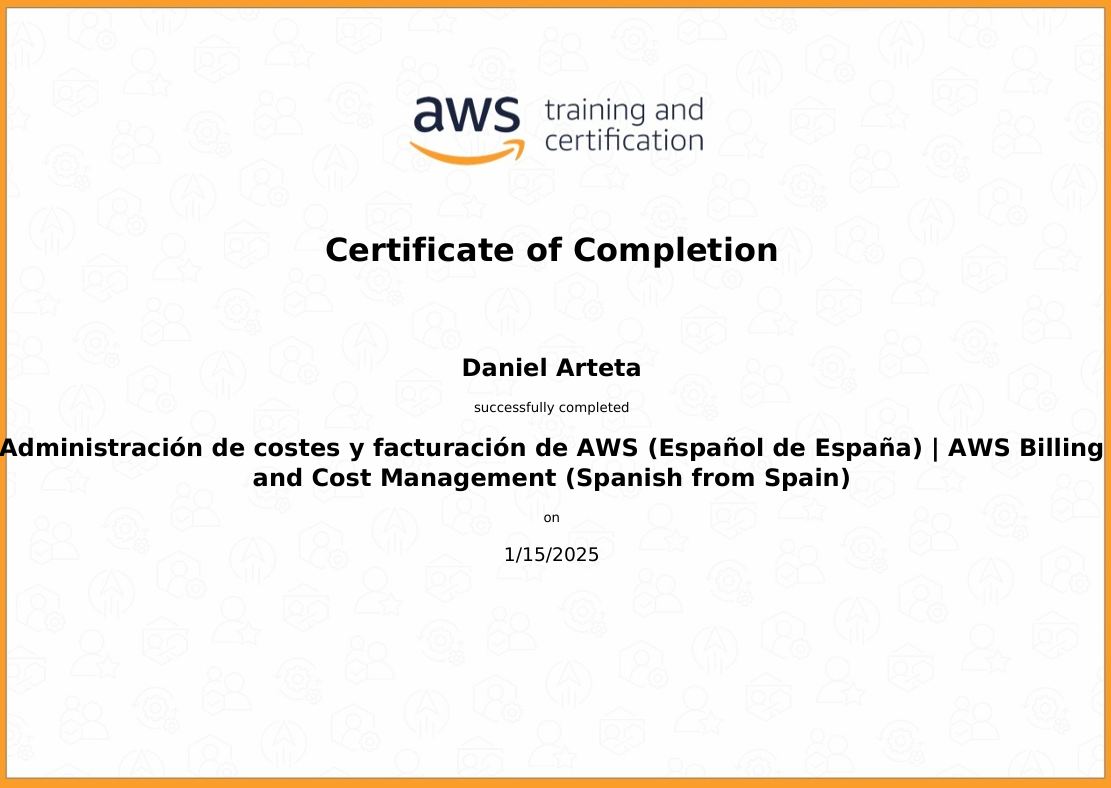 aws training and
certification
Certificate of Completion
Daniel Arteta
successfully completed
Administración de costes y facturación de AWS (Español de España) | AWS Billing
and Cost Management (Spanish from Spain)
on
1/15/2025